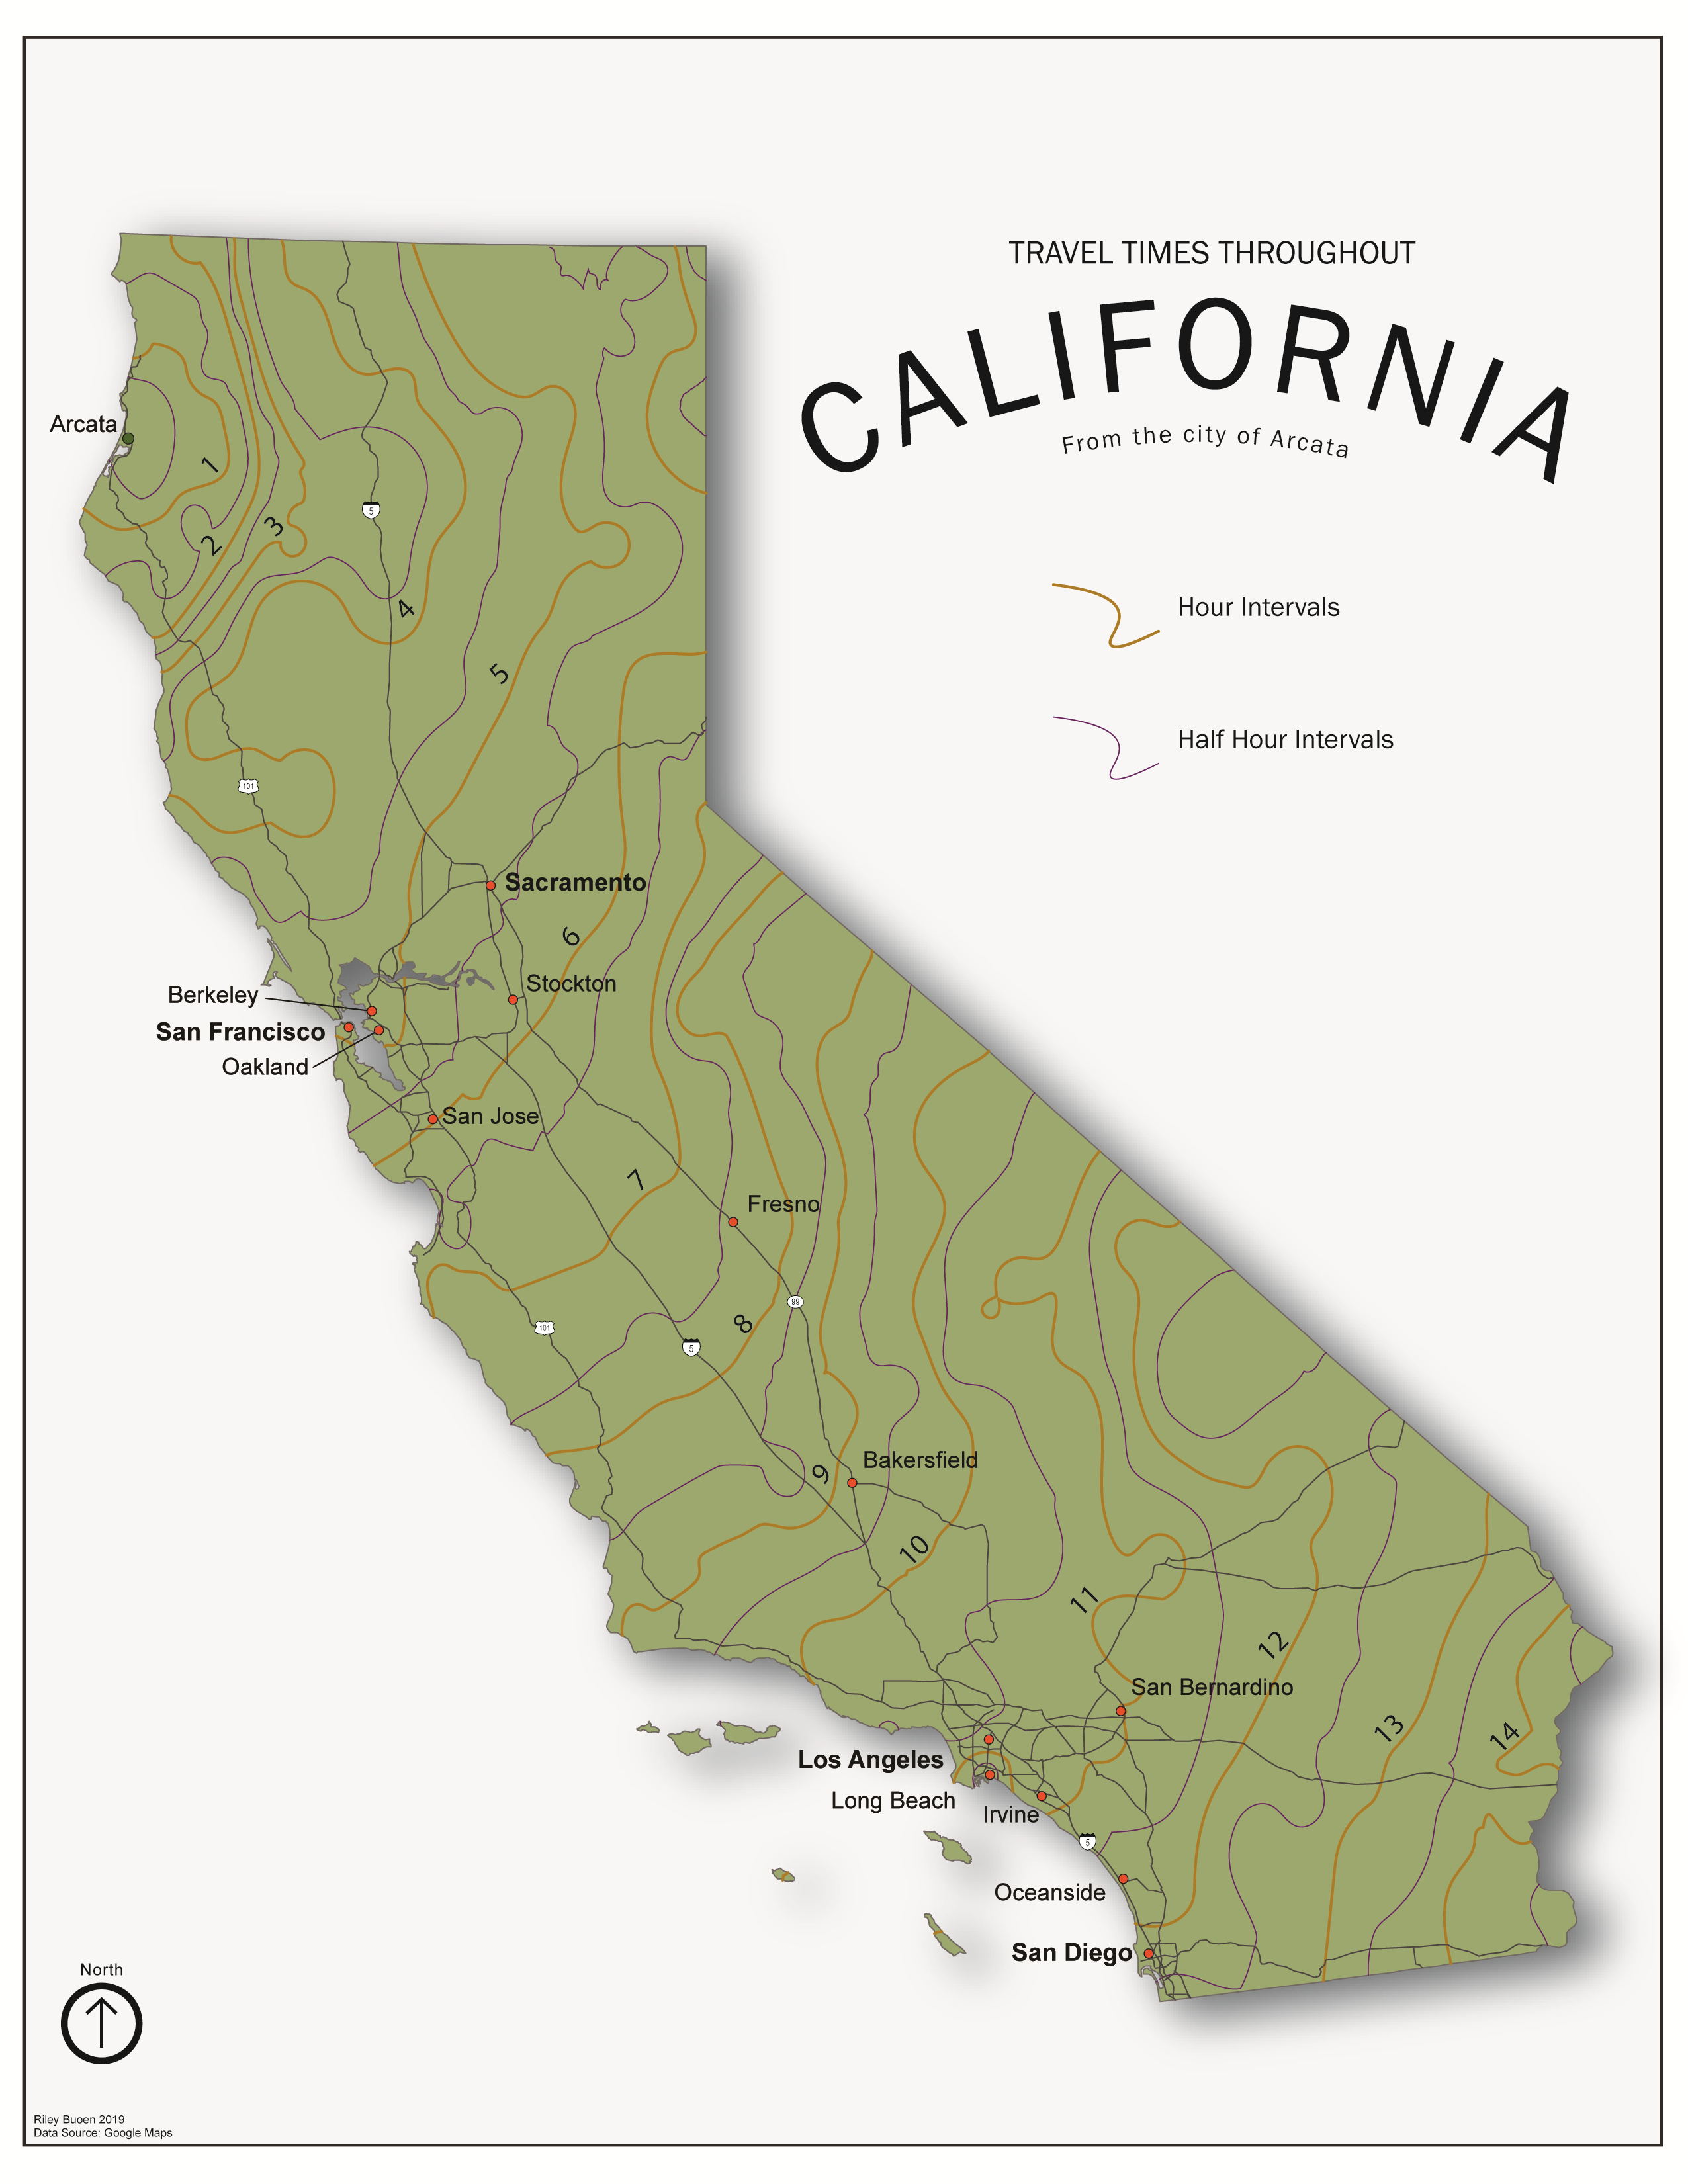 TRAVEL TIMES THROUGHOUT
CALIFORNIA
From the city of Arcata
Hour Intervals
Half Hour Intervals
Arcata
1
2
3
5
4
5
101
Sacramento
6
Stockton
Berkeley
San Francisco
Oakland
San Jose
7
Fresno
99
8
101
5
Bakersfield
9
10
11
12
San Bernardino
13
14
Los Angeles
Long Beach
Irvine
5
Oceanside
San Diego
North
Riley Buoen 2019
Data Source: Google Maps